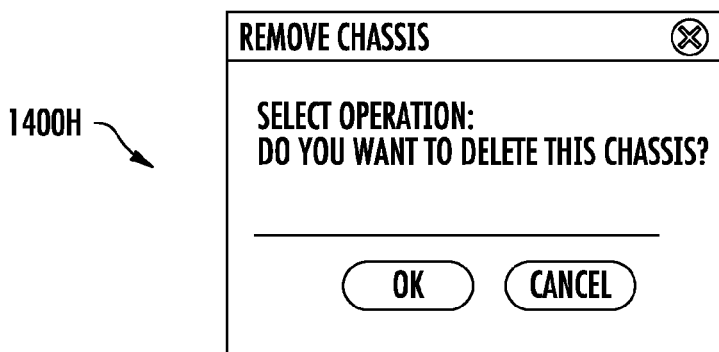 REMOVE CHASSIS
1400H
SELECT OPERATION:
DO YOU WANT TO DELETE THIS CHASSIS?
OK
CANCEL